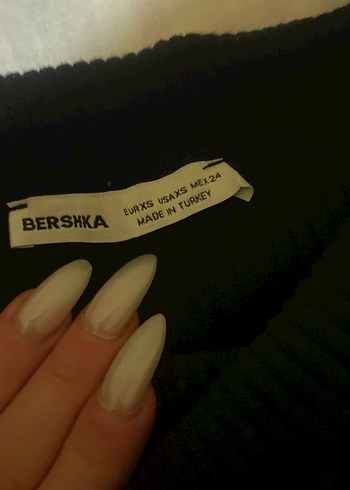 BERSHKA
EUR XS USA XS MEX 24
MADE IN TURKEY